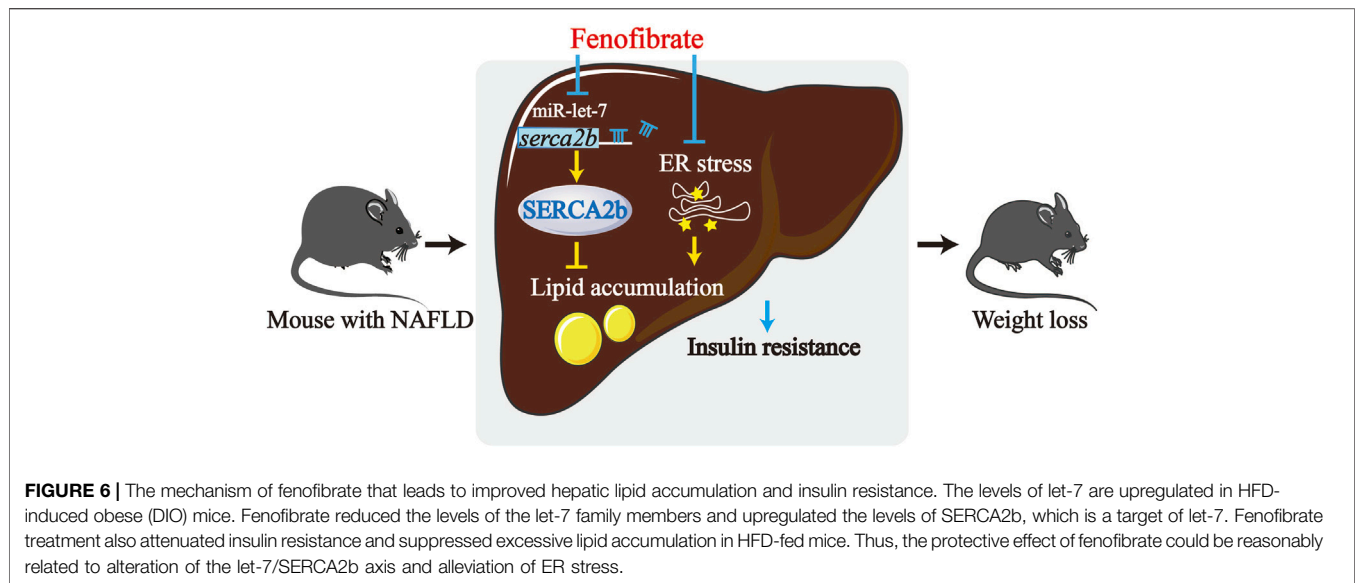 Fenofibrate
miR-let-7
serca2b
ER stress
SERCA2b
Lipid accumulation
Mouse with NAFLD
Insulin resistance
Weight loss
FIGURE 6 | The mechanism of fenofibrate that leads to improved hepatic lipid accumulation and insulin resistance. The levels of let-7 are upregulated in HFD-
induced obese (DIO) mice. Fenofibrate reduced the levels of the let-7 family members and upregulated the levels of SERCA2b, which is a target of let-7. Fenofibrate
treatment also attenuated insulin resistance and suppressed excessive lipid accumulation in HFD-fed mice. Thus, the protective effect of fenofibrate could be reasonably
related to alteration of the let-7/SERCA2b axis and alleviation of ER stress.